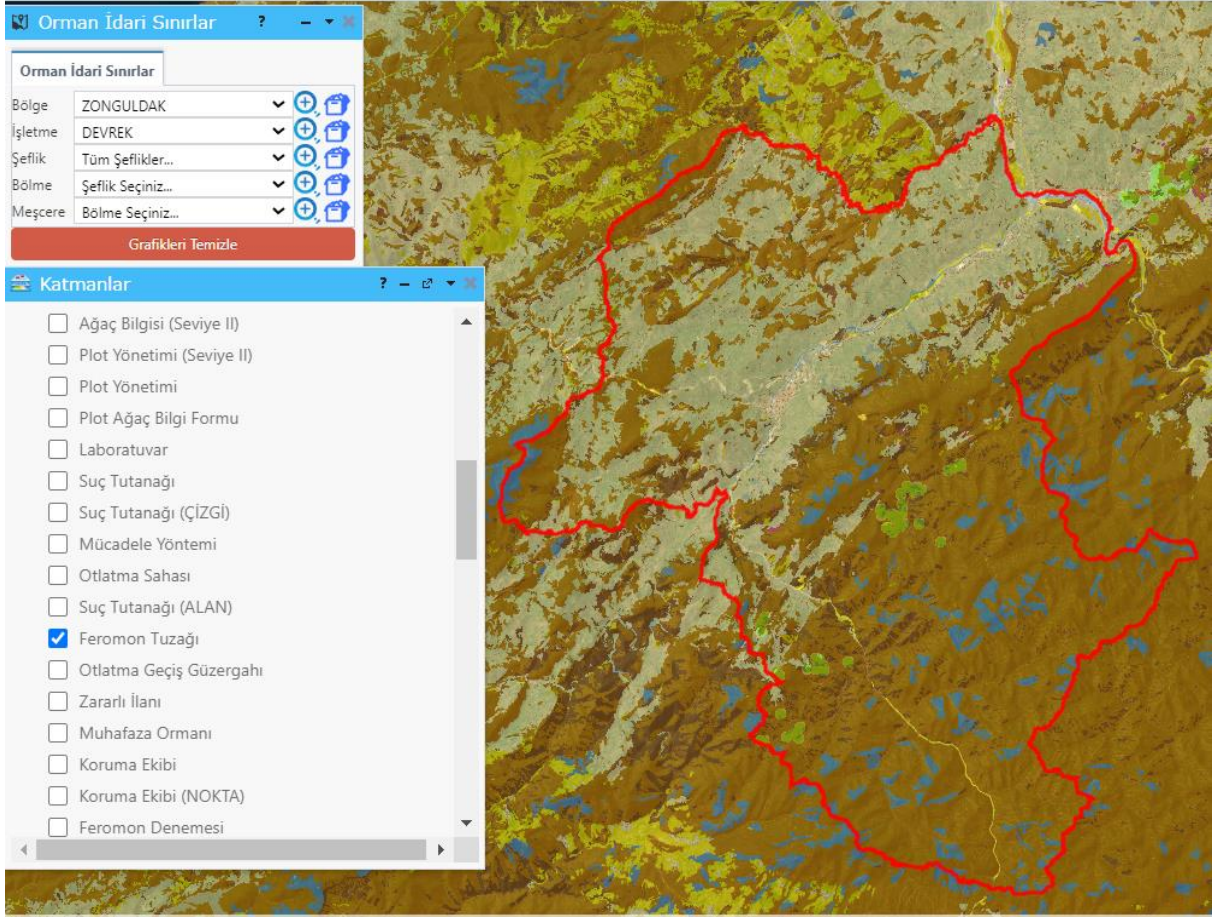 Orman İdari Sınırlar ?
Orman İdari Sınırlar
Bölge ZONGULDAK
İşletme DEVREK
Şeflik Tüm Şeflikler...
Bölme Şeflik Seçiniz...
Meşcere Bölme Seçiniz...
Grafikleri Temizle
Katmanlar ?
Ağaç Bilgisi (Seviye II)
Plot Yönetimi (Seviye II)
Plot Yönetimi
Plot Ağaç Bilgi Formu
Laboratuvar
Suç Tutanağı
Suç Tutanağı (ÇİZGİ)
Mücadele Yöntemi
Otlatma Sahası
Suç Tutanağı (ALAN)
Feromon Tuzağı
Otlatma Geçiş Güzergahı
Zararlı İlanı
Muhafaza Ormanı
Koruma Ekibi
Koruma Ekibi (NOKTA)
Feromon Denemesi